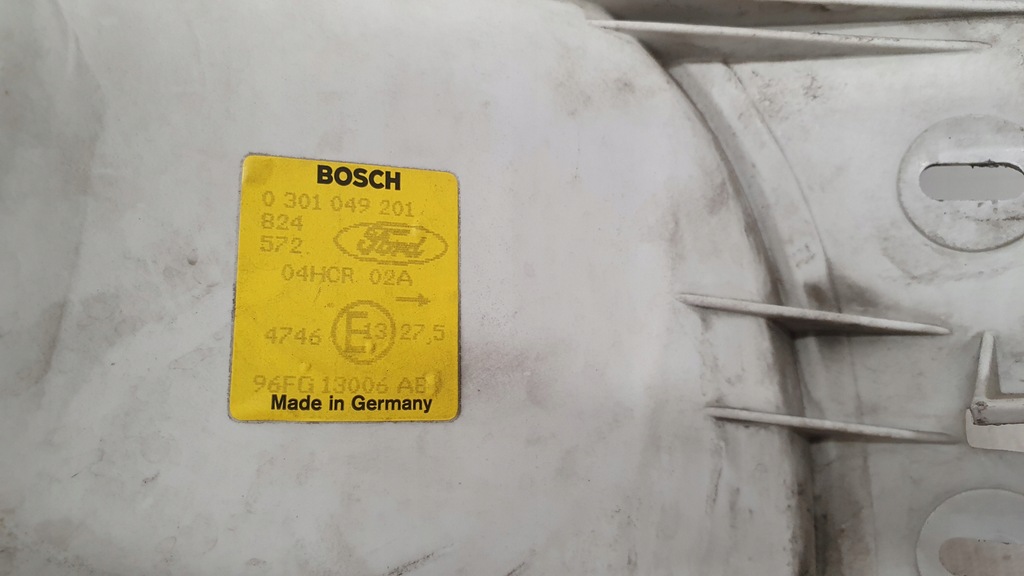 BOSCH
0 301 049 201
824
572
Ford
04HCR 02A
→
4746 E 13 27,5
96FG 13006 AB
Made in Germany